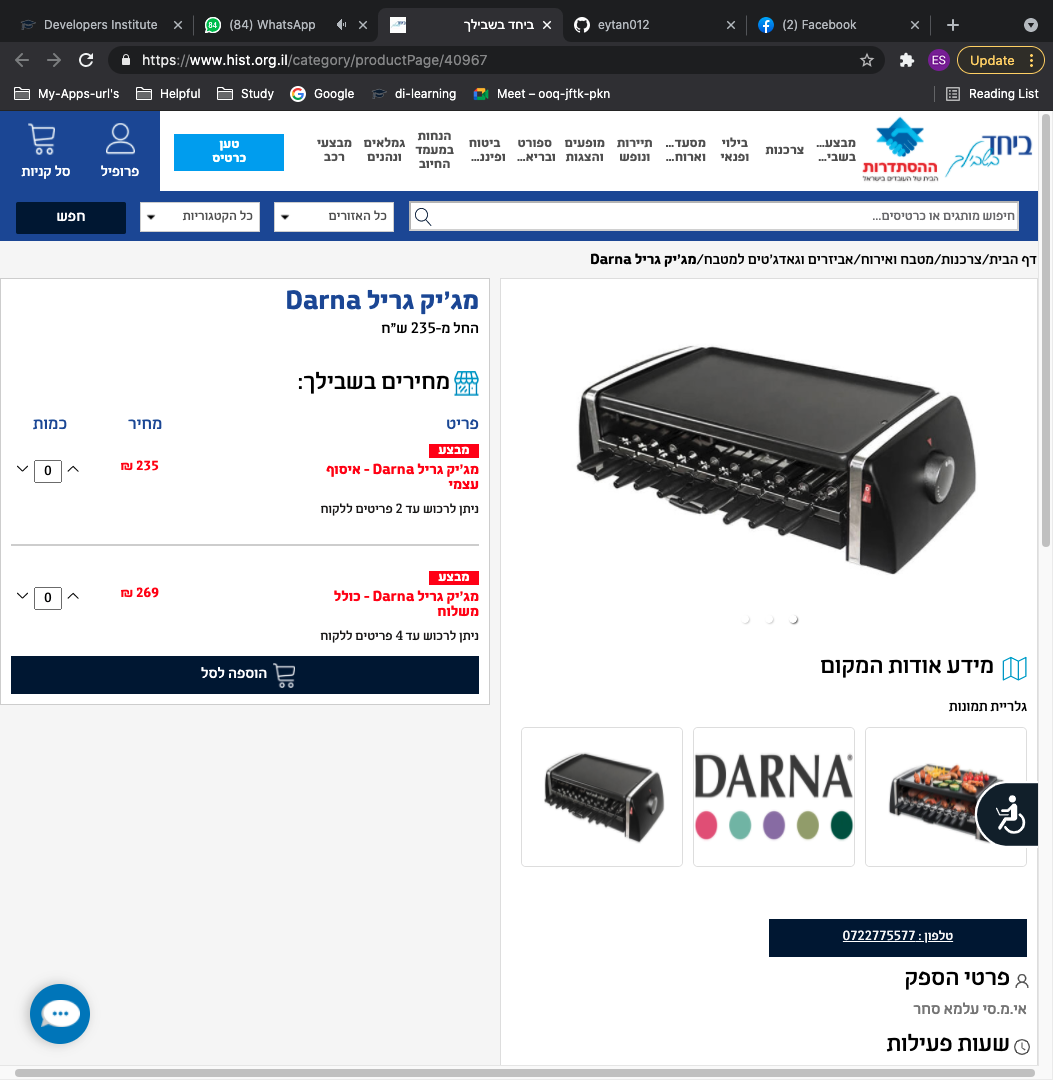 Developers Institute
(84) WhatsApp
ביחד בשבילך
eytan012
(2) Facebook
https://www.hist.org.il/category/productPage/40967
ES
Update
My-Apps-url's
Helpful
Study
Google
di-learning
Meet – ooq-jftk-pkn
Reading List
ביחד
בשבילך
ההסתדרות
הבית של העובדים בישראל
מבצע...
בשבי...
צרכנות
בילוי
ופנאי
מסעד...
וארוח...
תיירות
ונופש
מופעים
והצגות
ספורט
ובריא...
ביטוח
ופיננ...
הנחות
במעמד
החיוב
גמלאים
ונהנים
מבצעי
רכב
טען
כרטיס
פרופיל
סל קניות
חיפוש מותגים או כרטיסים...
כל האזורים
כל הקטגוריות
חפש
דף הבית/צרכנות/מטבח ואירוח/אביזרים וגאדג'טים למטבח/מג'יק גריל Darna
מג'יק גריל Darna
החל מ-235 ש"ח
מחירים בשבילך:
פריט
מחיר
כמות
מבצע
מג'יק גריל Darna - איסוף
עצמי
235 ₪
0
ניתן לרכוש עד 2 פריטים ללקוח
מבצע
מג'יק גריל Darna - כולל
משלוח
269 ₪
0
ניתן לרכוש עד 4 פריטים ללקוח
הוספה לסל
מידע אודות המקום
גלריית תמונות
DARNA
טלפון : 0722775577
פרטי הספק
אי.מ.סי עלמא סחר
שעות פעילות